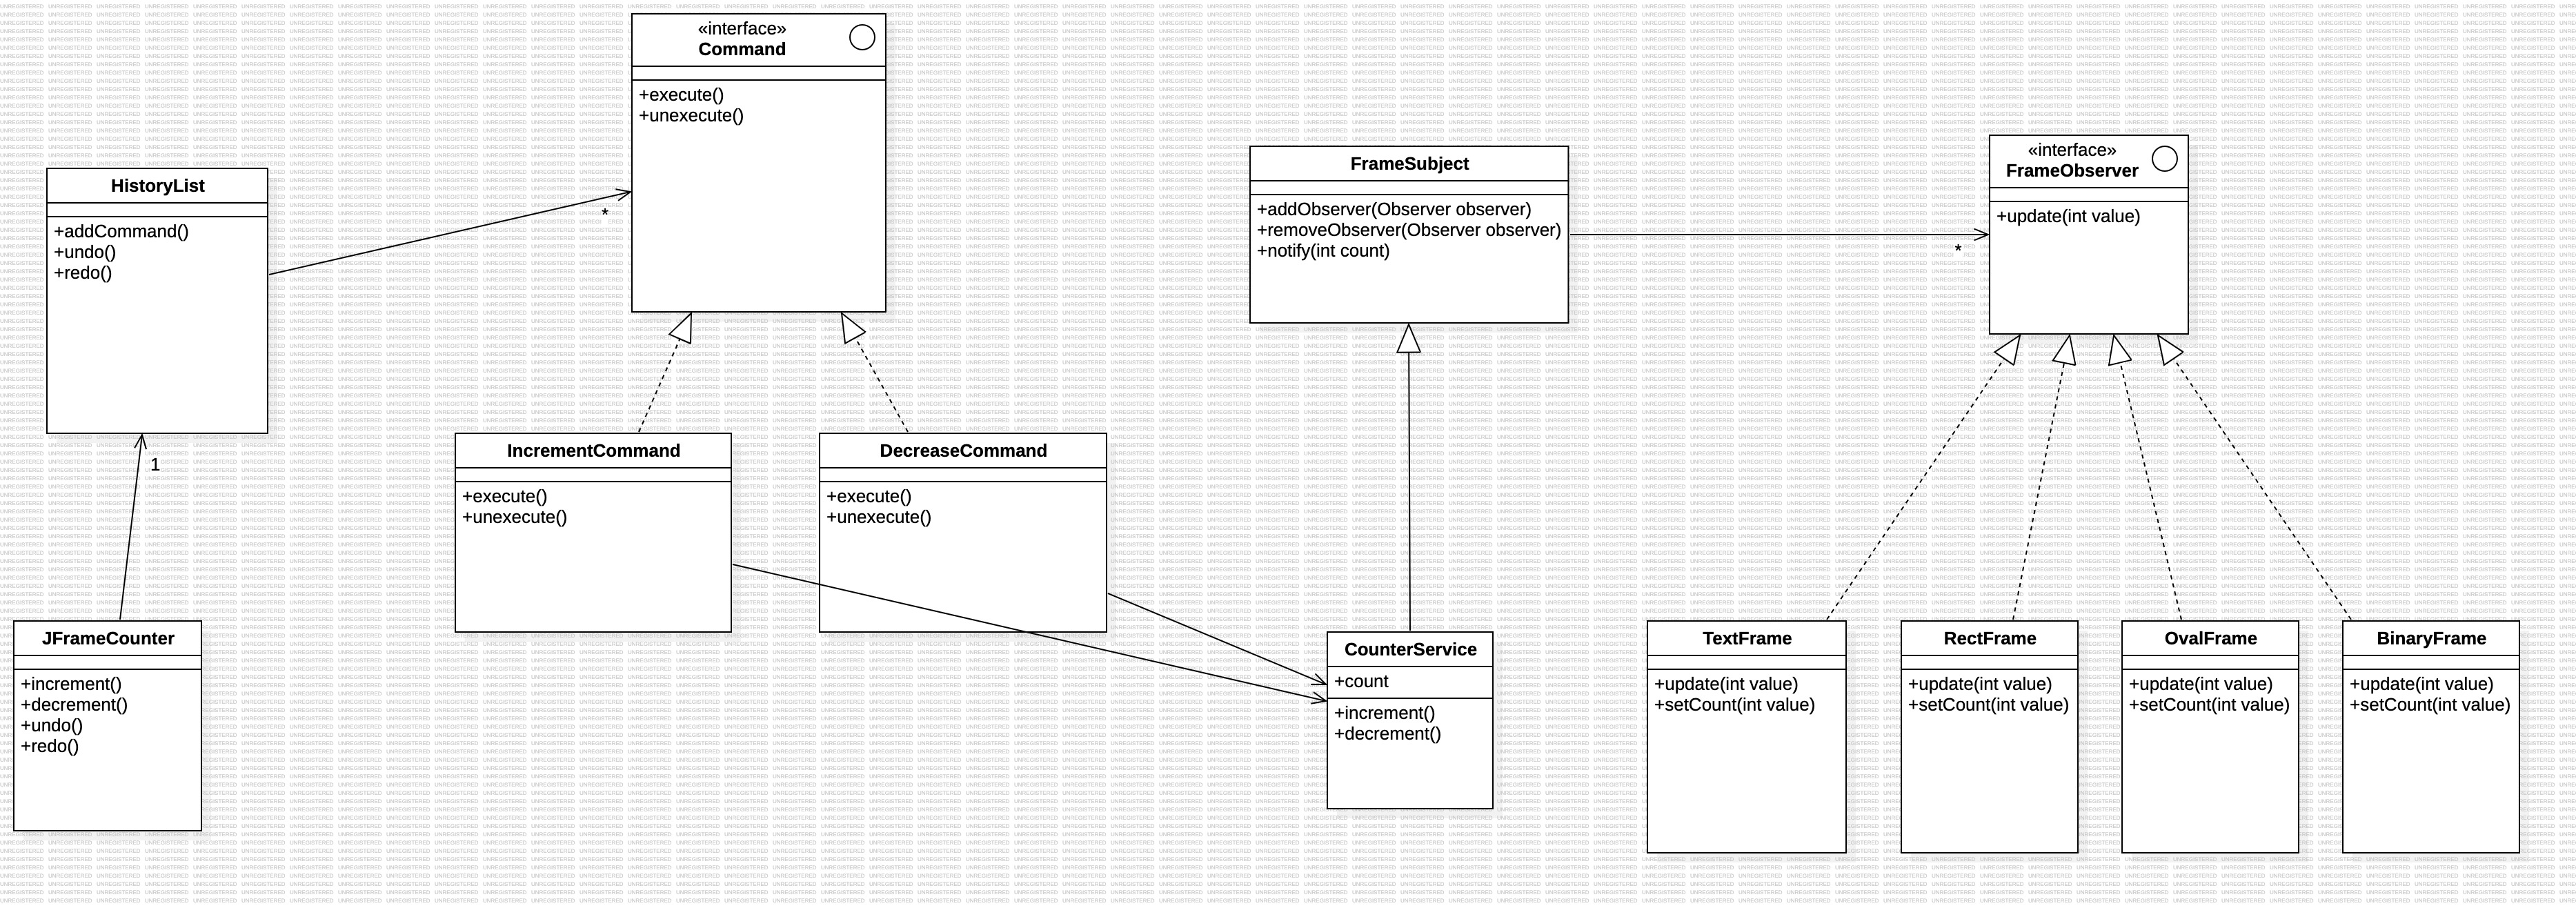 «interface»
Command
+execute()
+unexecute()
HistoryList
+addCommand()
+undo()
+redo()
*
FrameSubject
+addObserver(Observer observer)
+removeObserver(Observer observer)
+notify(int count)
«interface»
FrameObserver
+update(int value)
*
IncrementCommand
+execute()
+unexecute()
DecreaseCommand
+execute()
+unexecute()
1
JFrameCounter
+increment()
+decrement()
+undo()
+redo()
CounterService
+count
+increment()
+decrement()
TextFrame
+update(int value)
+setCount(int value)
RectFrame
+update(int value)
+setCount(int value)
OvalFrame
+update(int value)
+setCount(int value)
BinaryFrame
+update(int value)
+setCount(int value)
UNREGISTERED